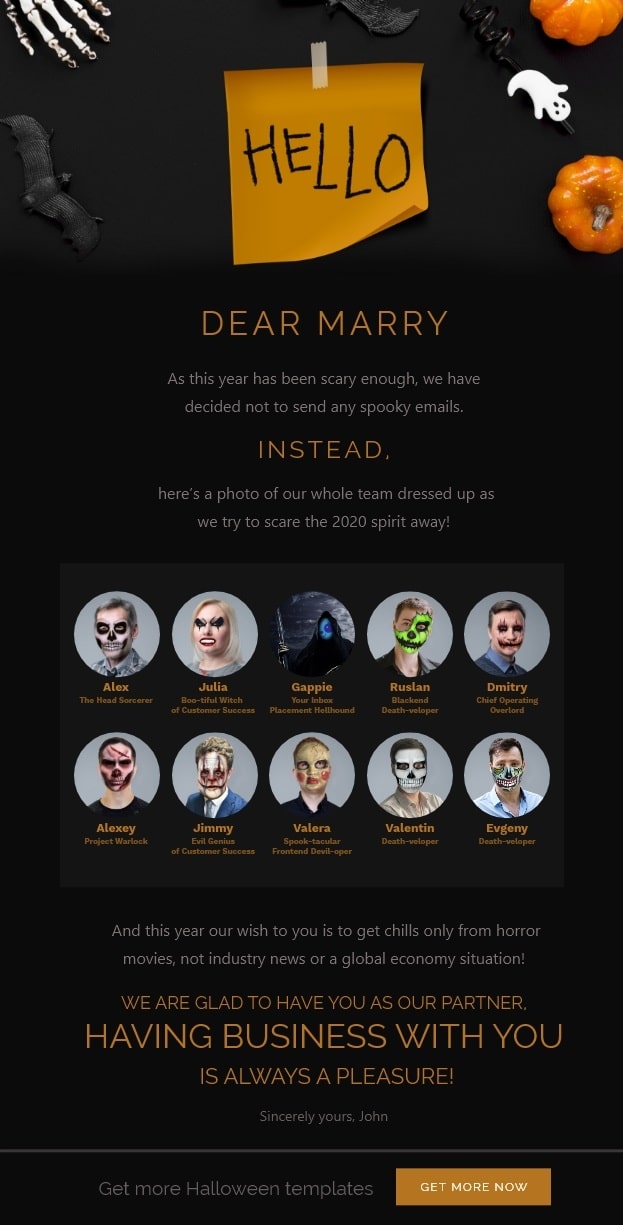 HELLO
DEAR MARRY
As this year has been scary enough, we have
decided not to send any spooky emails.
INSTEAD,
here's a photo of our whole team dressed up as
we try to scare the 2020 spirit away!
Alex
The Head Sorcerer
Julia
Boo-tiful Witch
of Customer Success
Gappie
Your Inbox
Placement Hellhound
Ruslan
Blackend
Death-veloper
Dmitry
Chief Operating
Overlord
Alexey
Project Warlock
Jimmy
Evil Genius
of Customer Success
Valera
Spook-tacular
Frontend Devil-oper
Valentin
Death-veloper
Evgeny
Death-veloper
And this year our wish to you is to get chills only from horror
movies, not industry news or a global economy situation!
WE ARE GLAD TO HAVE YOU AS OUR PARTNER,
HAVING BUSINESS WITH YOU
IS ALWAYS A PLEASURE!
Sincerely yours, John
Get more Halloween templates
GET MORE NOW